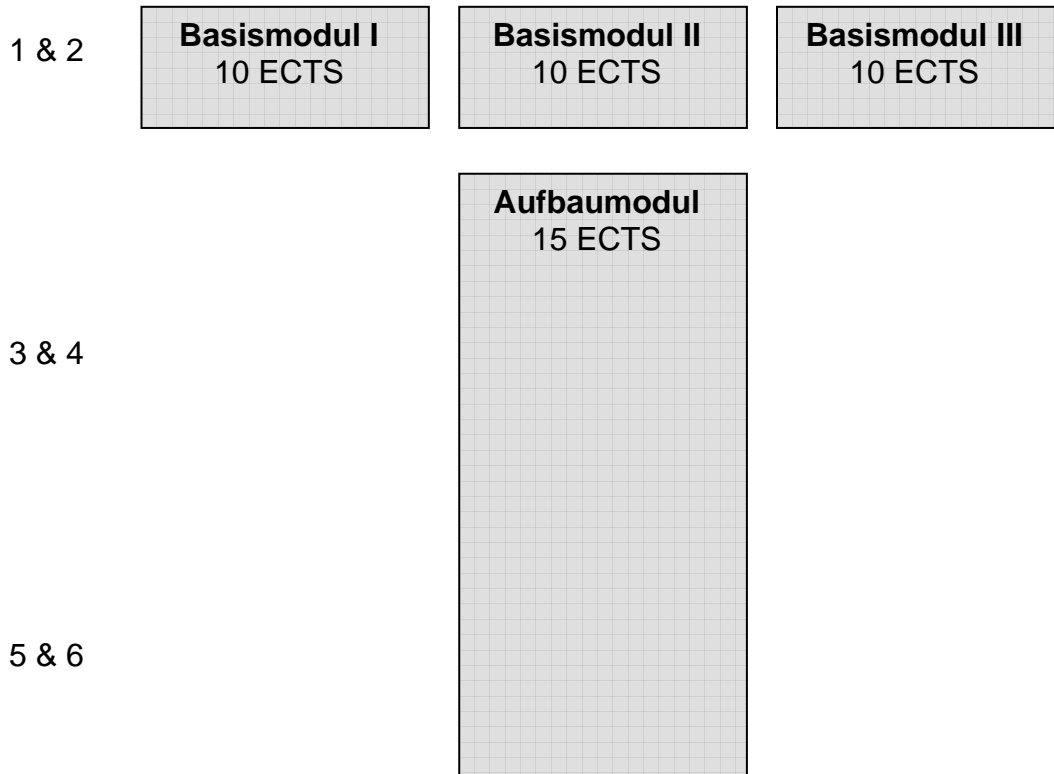 1 & 2
Basismodul I
10 ECTS
Basismodul II
10 ECTS
Basismodul III
10 ECTS
Aufbaumodul
15 ECTS
3 & 4
5 & 6